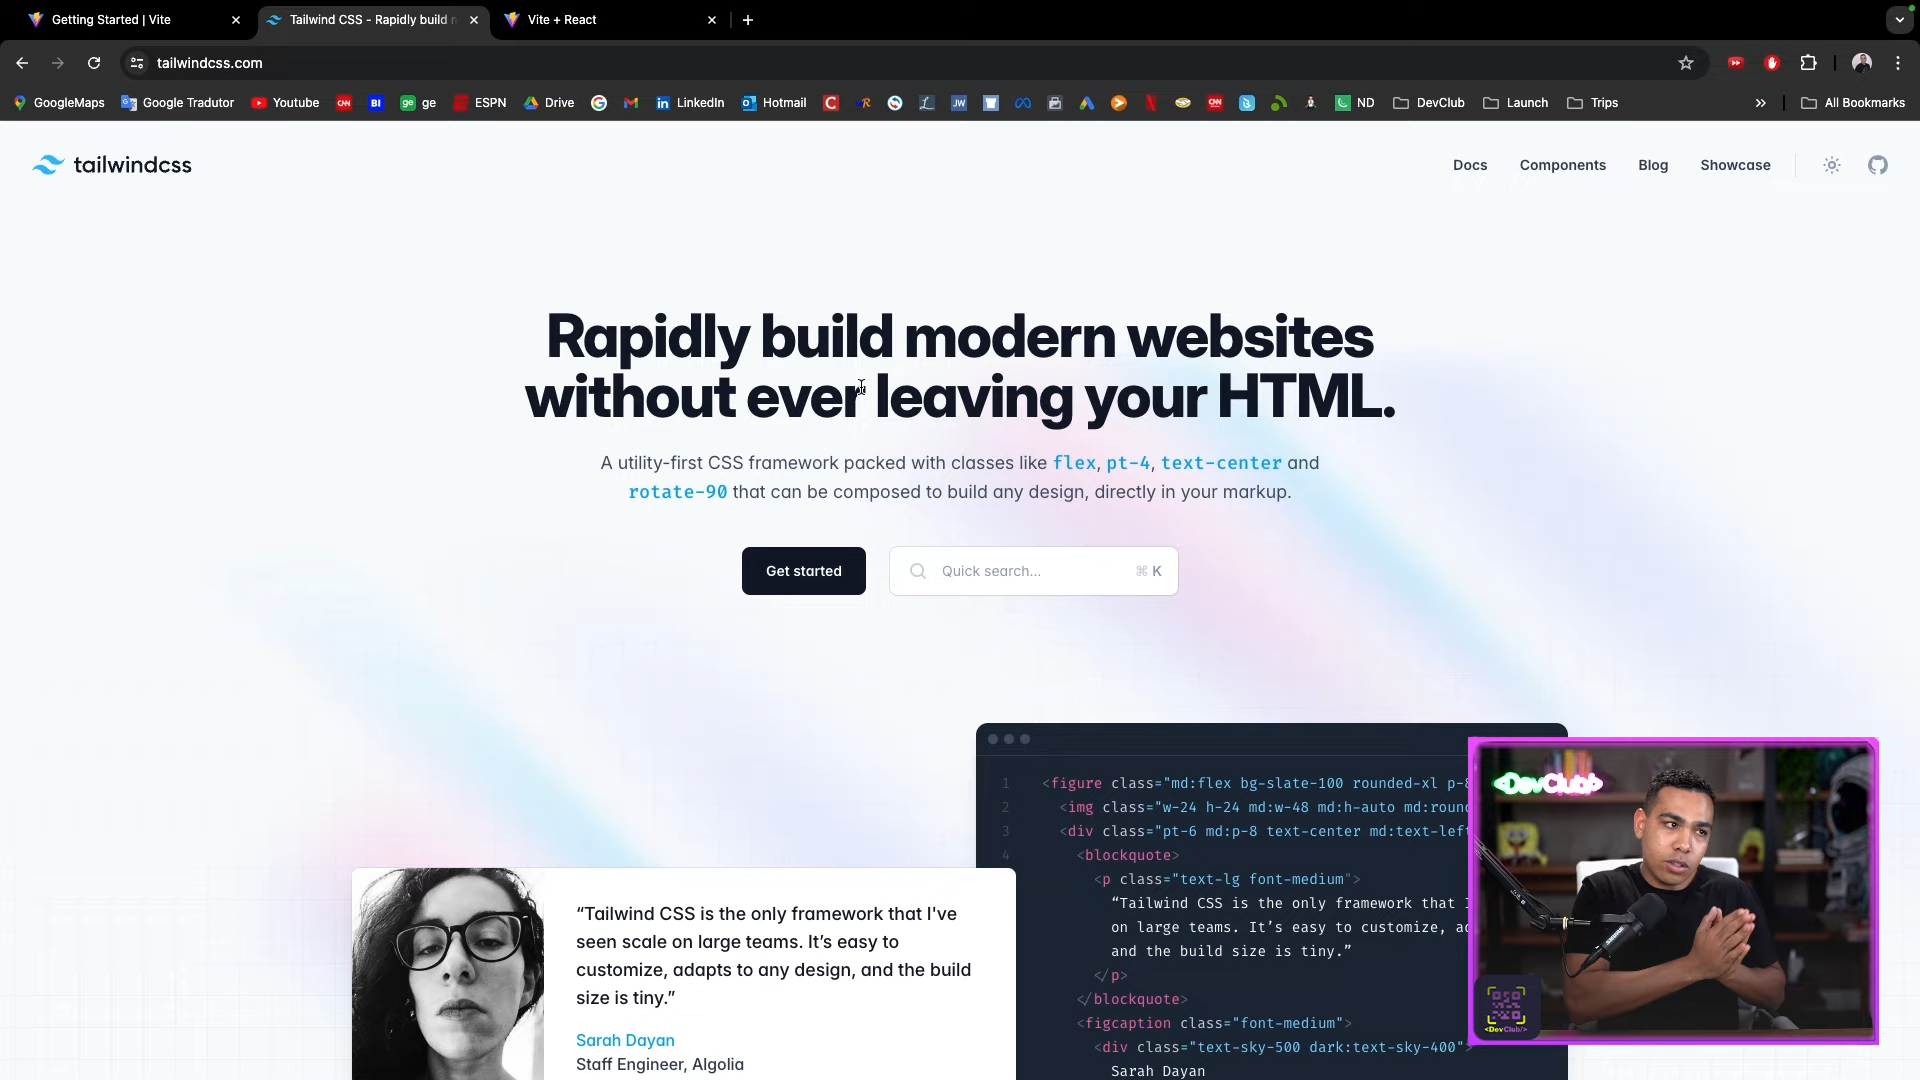 Getting Started | Vite
Tailwind CSS - Rapidly build
Vite + React
tailwindcss.com
GoogleMaps
Google Tradutor
Youtube
CNN
BI
ge
ge
ESPN
Drive
LinkedIn
Hotmail
JW
CNN
ND
DevClub
Launch
Trips
All Bookmarks
tailwindcss
Docs
Components
Blog
Showcase
Rapidly build modern websites
without ever leaving your HTML.
A utility-first CSS framework packed with classes like flex, pt-4, text-center and
rotate-90 that can be composed to build any design, directly in your markup.
Get started
Quick search...
⌘ K
1 <figure class="md:flex bg-slate-100 rounded-xl p-8
2 <img class="w-24 h-24 md:w-48 md:h-auto md:roun
3 <div class="pt-6 md:p-8 text-center md:text-left
4 <blockquote>
<p class="text-lg font-medium">
“Tailwind CSS is the only framework that I
on large teams. It’s easy to customize, ad
and the build size is tiny.”
</p>
</blockquote>
<figcaption class="font-medium">
<div class="text-sky-500 dark:text-sky-400">
Sarah Dayan
“Tailwind CSS is the only framework that I've
seen scale on large teams. It’s easy to
customize, adapts to any design, and the build
size is tiny.”
Sarah Dayan
Staff Engineer, Algolia
<DevClub>
SHURE
<DevClub/>